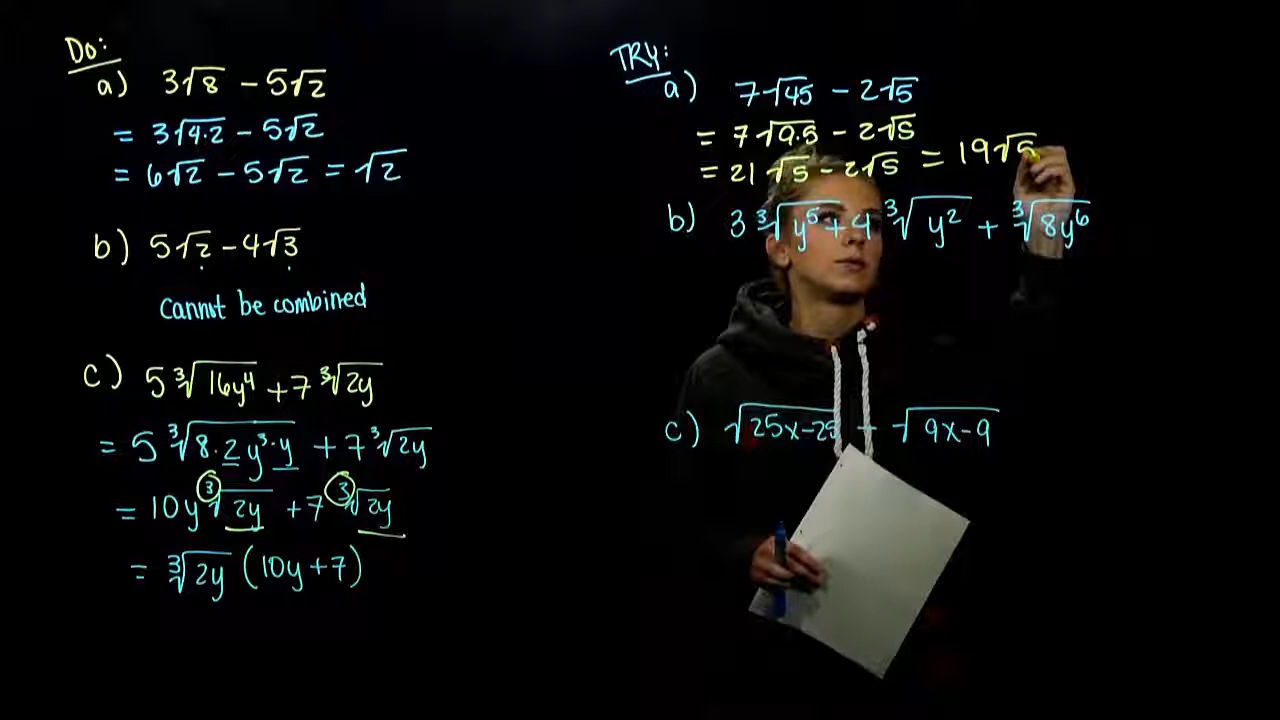 Do:
a) 3√8 − 5√2
= 3√4·2 − 5√2
= 6√2 − 5√2 = √2
b) 5√2 − 4√3
cannot be combined
c) 5∛16y⁴ + 7∛2y
= 5∛8·2y³·y + 7∛2y
= 10y∛2y + 7∛2y
= ∛2y (10y + 7)
TRY:
a) 7√45 − 2√5
= 7√9·5 − 2√5
= 21√5 − 2√5 = 19√5
b) 3∛y⁵ + 4∛y² + ∛8y⁶
c) √25x−25 + √9x−9